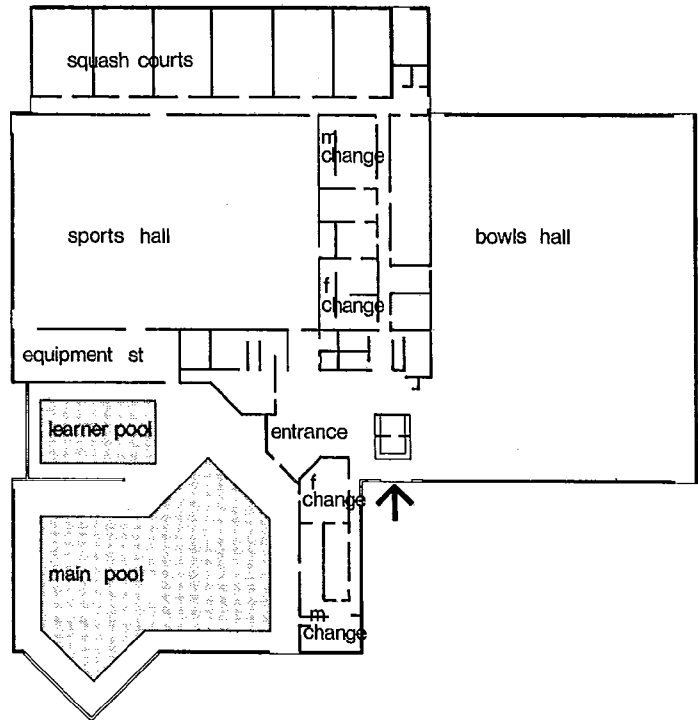 squash courts
m
change
sports hall
bowls hall
f
change
equipment st
learner pool
entrance
f
change
main pool
m
change